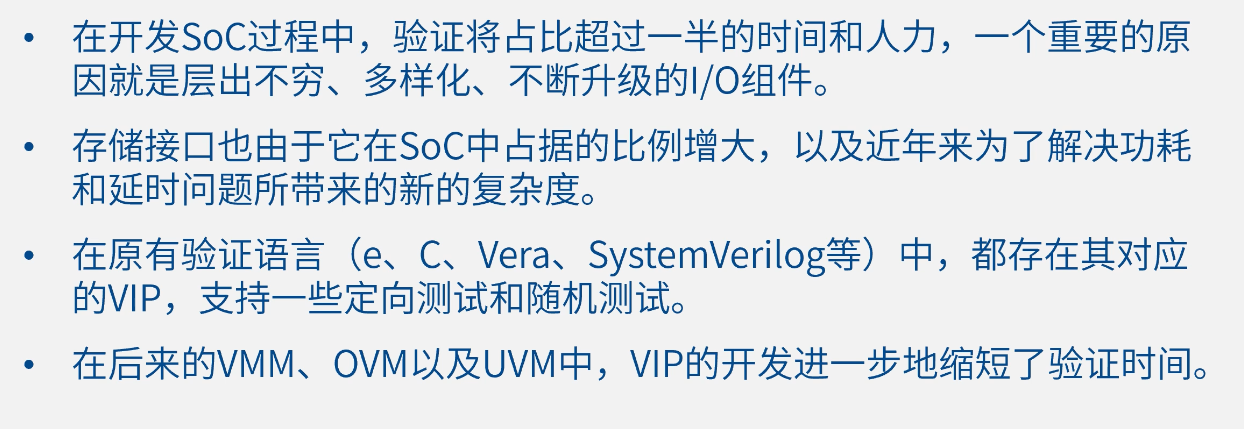 • 在开发SoC过程中，验证将占比超过一半的时间和人力，一个重要的原
因就是层出不穷、多样化、不断升级的I/O组件。
• 存储接口也由于它在SoC中占据的比例增大，以及近年来为了解决功耗
和延时问题所带来的新的复杂度。
• 在原有验证语言（e、C、Vera、SystemVerilog等）中，都存在其对应
的VIP，支持一些定向测试和随机测试。
• 在后来的VMM、OVM以及UVM中，VIP的开发进一步地缩短了验证时间。